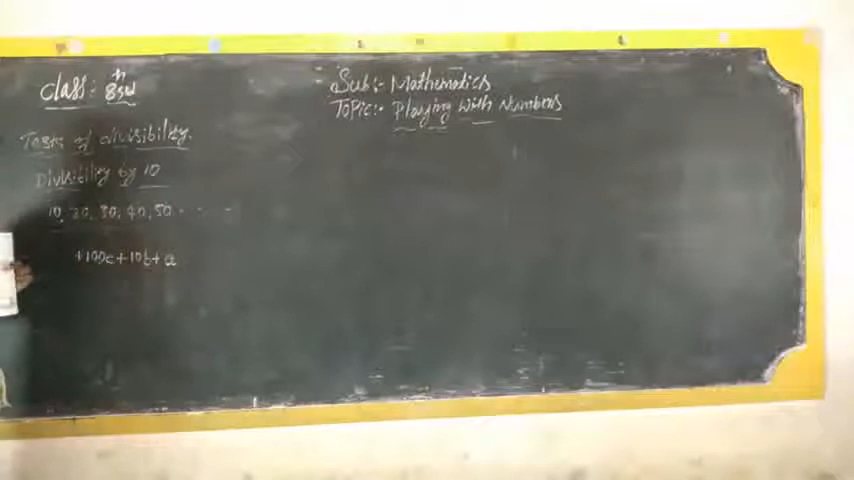 Class:- 8th
Sub:- Mathematics
Topic:- Playing with Numbers
Tests of divisibility.
Divisibility by 10
10, 20, 30, 40, 50 - - -
+100c+10b+a